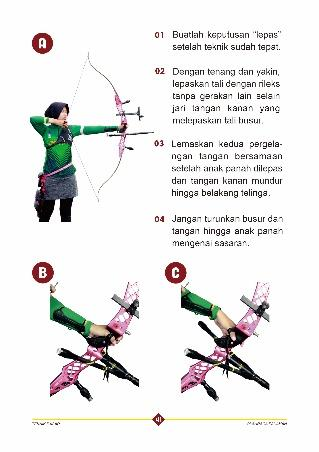 A
01 Buatlah keputusan “lepas”
setelah teknik sudah tepat.
02 Dengan tenang dan yakin,
lepaskan tali dengan rileks
tanpa gerakan lain selain
jari tangan kanan yang
melepaskan tali busur.
03 Lemaskan kedua pergela-
ngan tangan bersamaan
setelah anak panah dilepas
dan tangan kanan mundur
hingga belakang telinga.
04 Jangan turunkan busur dan
tangan hingga anak panah
mengenai sasaran.
B
C